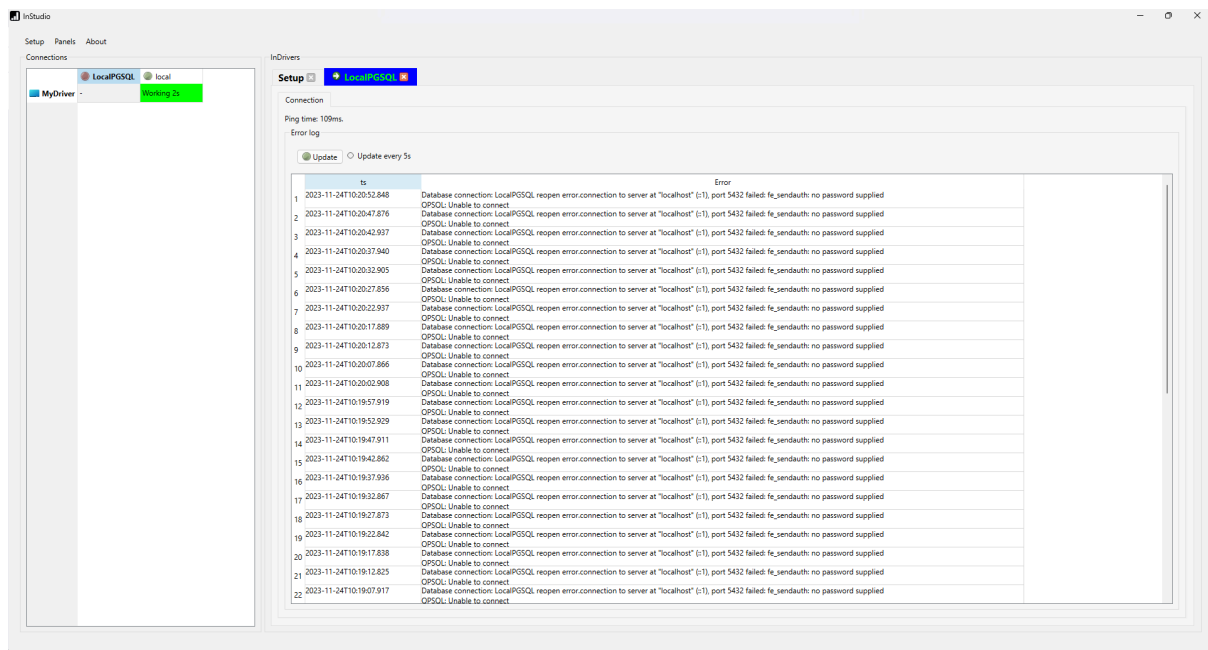 InStudio
Setup Panels About
Connections
LocalPGSQL local
MyDriver - Working 2s
InDrivers
Setup LocalPGSQL
Connection
Ping time: 109ms.
Error log
Update Update every 5s
ts Error
1 2023-11-24T10:20:52.848 Database connection: LocalPGSQL reopen error.connection to server at "localhost" (::1), port 5432 failed: fe_sendauth: no password supplied
QPSQL: Unable to connect
2 2023-11-24T10:20:47.876 Database connection: LocalPGSQL reopen error.connection to server at "localhost" (::1), port 5432 failed: fe_sendauth: no password supplied
QPSQL: Unable to connect
3 2023-11-24T10:20:42.937 Database connection: LocalPGSQL reopen error.connection to server at "localhost" (::1), port 5432 failed: fe_sendauth: no password supplied
QPSQL: Unable to connect
4 2023-11-24T10:20:37.940 Database connection: LocalPGSQL reopen error.connection to server at "localhost" (::1), port 5432 failed: fe_sendauth: no password supplied
QPSQL: Unable to connect
5 2023-11-24T10:20:32.905 Database connection: LocalPGSQL reopen error.connection to server at "localhost" (::1), port 5432 failed: fe_sendauth: no password supplied
QPSQL: Unable to connect
6 2023-11-24T10:20:27.856 Database connection: LocalPGSQL reopen error.connection to server at "localhost" (::1), port 5432 failed: fe_sendauth: no password supplied
QPSQL: Unable to connect
7 2023-11-24T10:20:22.937 Database connection: LocalPGSQL reopen error.connection to server at "localhost" (::1), port 5432 failed: fe_sendauth: no password supplied
QPSQL: Unable to connect
8 2023-11-24T10:20:17.889 Database connection: LocalPGSQL reopen error.connection to server at "localhost" (::1), port 5432 failed: fe_sendauth: no password supplied
QPSQL: Unable to connect
9 2023-11-24T10:20:12.873 Database connection: LocalPGSQL reopen error.connection to server at "localhost" (::1), port 5432 failed: fe_sendauth: no password supplied
QPSQL: Unable to connect
10 2023-11-24T10:20:07.866 Database connection: LocalPGSQL reopen error.connection to server at "localhost" (::1), port 5432 failed: fe_sendauth: no password supplied
QPSQL: Unable to connect
11 2023-11-24T10:20:02.908 Database connection: LocalPGSQL reopen error.connection to server at "localhost" (::1), port 5432 failed: fe_sendauth: no password supplied
QPSQL: Unable to connect
12 2023-11-24T10:19:57.919 Database connection: LocalPGSQL reopen error.connection to server at "localhost" (::1), port 5432 failed: fe_sendauth: no password supplied
QPSQL: Unable to connect
13 2023-11-24T10:19:52.929 Database connection: LocalPGSQL reopen error.connection to server at "localhost" (::1), port 5432 failed: fe_sendauth: no password supplied
QPSQL: Unable to connect
14 2023-11-24T10:19:47.911 Database connection: LocalPGSQL reopen error.connection to server at "localhost" (::1), port 5432 failed: fe_sendauth: no password supplied
QPSQL: Unable to connect
15 2023-11-24T10:19:42.862 Database connection: LocalPGSQL reopen error.connection to server at "localhost" (::1), port 5432 failed: fe_sendauth: no password supplied
QPSQL: Unable to connect
16 2023-11-24T10:19:37.936 Database connection: LocalPGSQL reopen error.connection to server at "localhost" (::1), port 5432 failed: fe_sendauth: no password supplied
QPSQL: Unable to connect
17 2023-11-24T10:19:32.867 Database connection: LocalPGSQL reopen error.connection to server at "localhost" (::1), port 5432 failed: fe_sendauth: no password supplied
QPSQL: Unable to connect
18 2023-11-24T10:19:27.873 Database connection: LocalPGSQL reopen error.connection to server at "localhost" (::1), port 5432 failed: fe_sendauth: no password supplied
QPSQL: Unable to connect
19 2023-11-24T10:19:22.842 Database connection: LocalPGSQL reopen error.connection to server at "localhost" (::1), port 5432 failed: fe_sendauth: no password supplied
QPSQL: Unable to connect
20 2023-11-24T10:19:17.838 Database connection: LocalPGSQL reopen error.connection to server at "localhost" (::1), port 5432 failed: fe_sendauth: no password supplied
QPSQL: Unable to connect
21 2023-11-24T10:19:12.825 Database connection: LocalPGSQL reopen error.connection to server at "localhost" (::1), port 5432 failed: fe_sendauth: no password supplied
QPSQL: Unable to connect
22 2023-11-24T10:19:07.917 Database connection: LocalPGSQL reopen error.connection to server at "localhost" (::1), port 5432 failed: fe_sendauth: no password supplied
QPSQL: Unable to connect